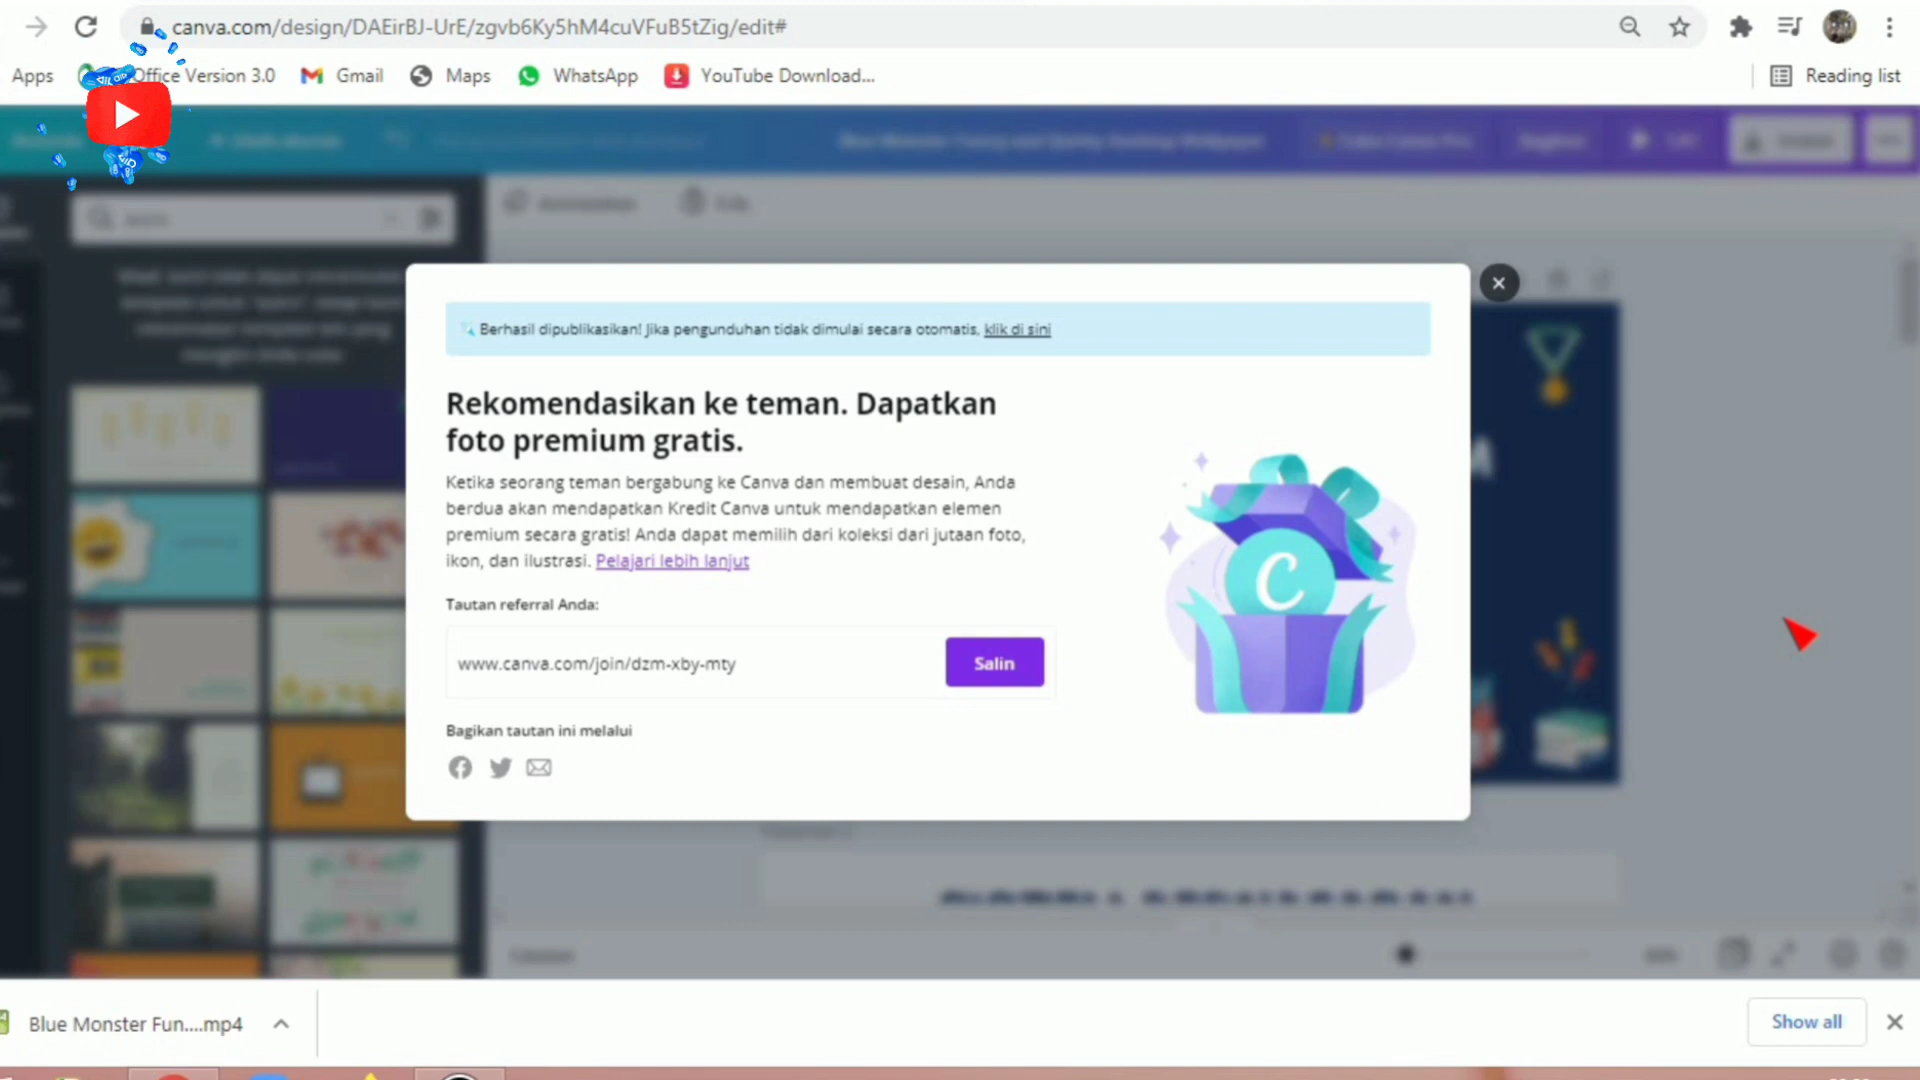 canva.com/design/DAEirBJ-UrE/zgvb6Ky5hM4cuVFuB5tZig/edit#
Apps Office Version 3.0 Gmail Maps WhatsApp YouTube Download... Reading list
Berhasil dipublikasikan! Jika pengunduhan tidak dimulai secara otomatis, klik di sini
Rekomendasikan ke teman. Dapatkan
foto premium gratis.
Ketika seorang teman bergabung ke Canva dan membuat desain, Anda
berdua akan mendapatkan Kredit Canva untuk mendapatkan elemen
premium secara gratis! Anda dapat memilih dari koleksi dari jutaan foto,
ikon, dan ilustrasi. Pelajari lebih lanjut
Tautan referral Anda:
www.canva.com/join/dzm-xby-mty
Salin
Bagikan tautan ini melalui
Blue Monster Fun....mp4
Show all